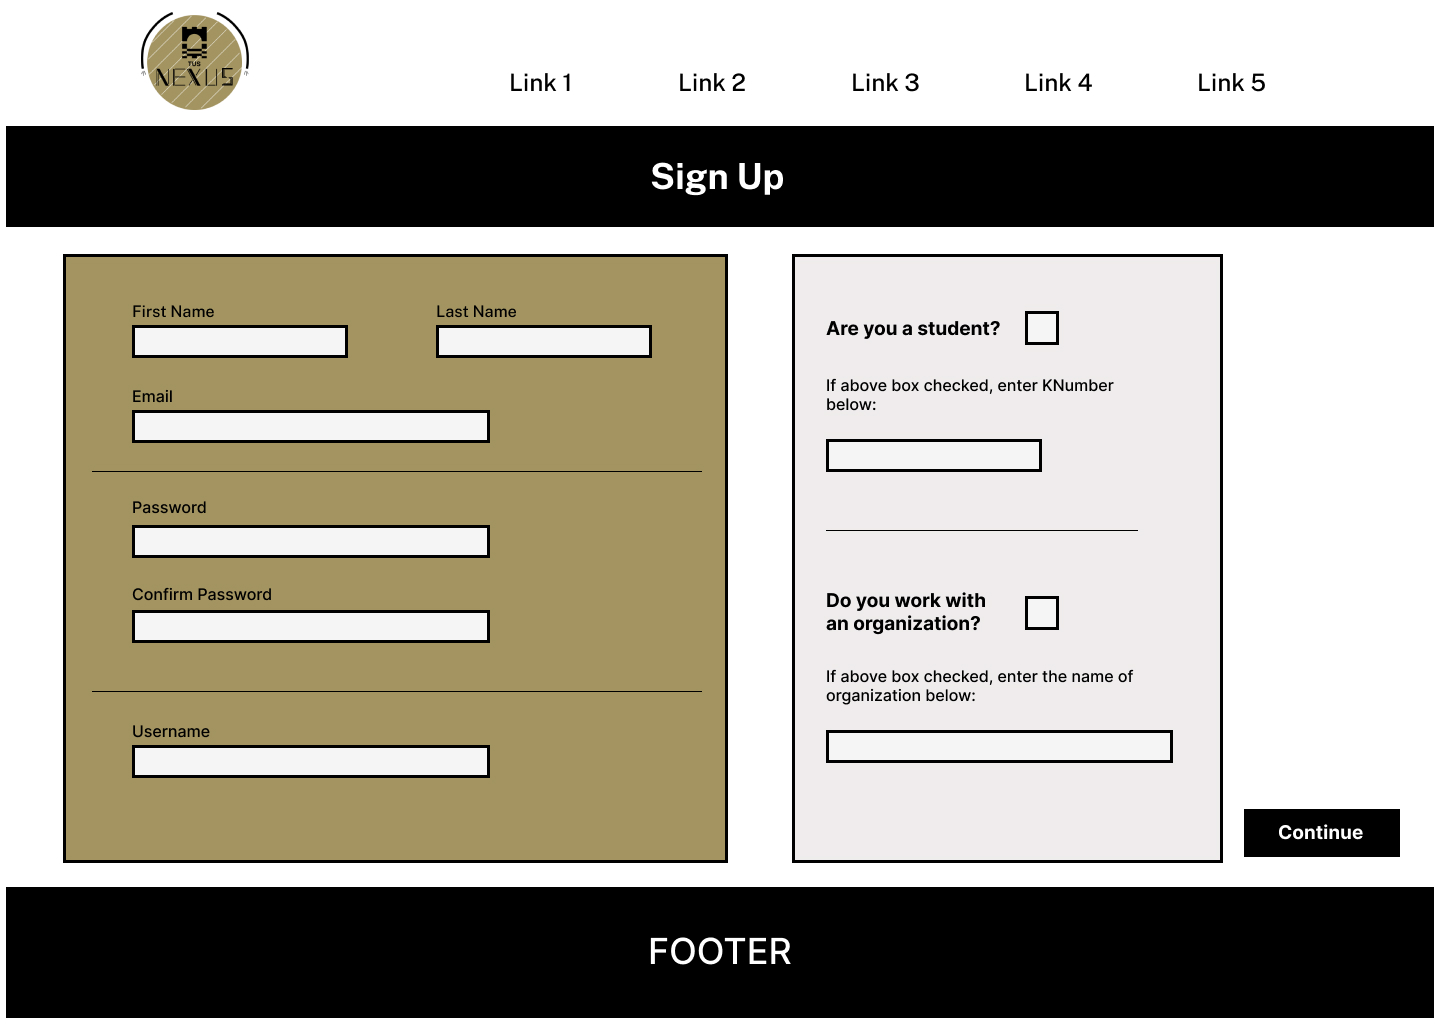 TUS
NEXUS
Link 1
Link 2
Link 3
Link 4
Link 5
Sign Up
First Name
Last Name
Email
Password
Confirm Password
Username
Are you a student?
If above box checked, enter KNumber
below:
Do you work with
an organization?
If above box checked, enter the name of
organization below:
Continue
FOOTER